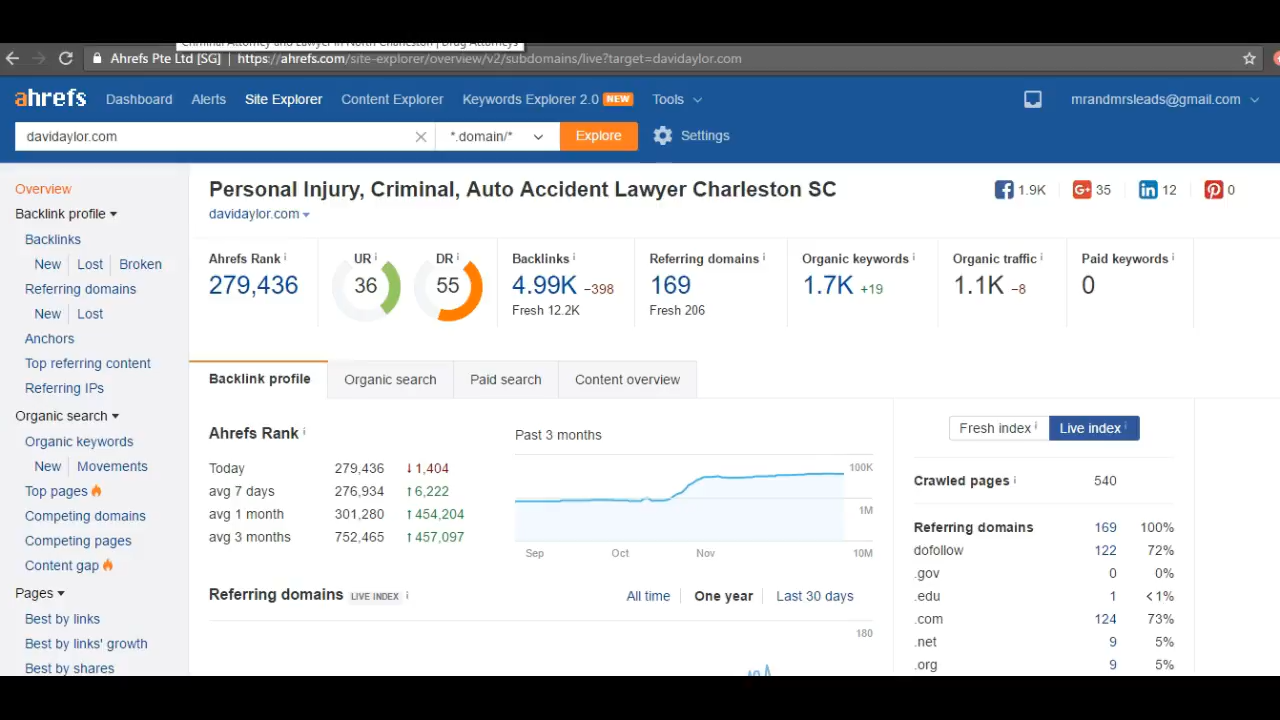 Criminal Attorney and Lawyer in North Charleston | Drug Attorneys
Ahrefs Pte Ltd [SG] | https://ahrefs.com/site-explorer/overview/v2/subdomains/live?target=davidaylor.com
ahrefs Dashboard Alerts Site Explorer Content Explorer Keywords Explorer 2.0 NEW Tools mrandmrsleads@gmail.com
davidaylor.com *.domain/* Explore Settings
Overview
Backlink profile
Backlinks
New Lost Broken
Referring domains
New Lost
Anchors
Top referring content
Referring IPs
Organic search
Organic keywords
New Movements
Top pages
Competing domains
Competing pages
Content gap
Pages
Best by links
Best by links' growth
Best by shares
Personal Injury, Criminal, Auto Accident Lawyer Charleston SC
davidaylor.com
1.9K 35 12 0
Ahrefs Rank
279,436
UR
36
DR
55
Backlinks
4.99K -398
Fresh 12.2K
Referring domains
169
Fresh 206
Organic keywords
1.7K +19
Organic traffic
1.1K -8
Paid keywords
0
Backlink profile Organic search Paid search Content overview
Ahrefs Rank
Today 279,436 ↓1,404
avg 7 days 276,934 ↑6,222
avg 1 month 301,280 ↑454,204
avg 3 months 752,465 ↑457,097
Past 3 months
100K
1M
10M
Sep Oct Nov
Referring domains LIVE INDEX
All time One year Last 30 days
180
Fresh index Live index
Crawled pages 540
Referring domains 169 100%
dofollow 122 72%
.gov 0 0%
.edu 1 <1%
.com 124 73%
.net 9 5%
.org 9 5%